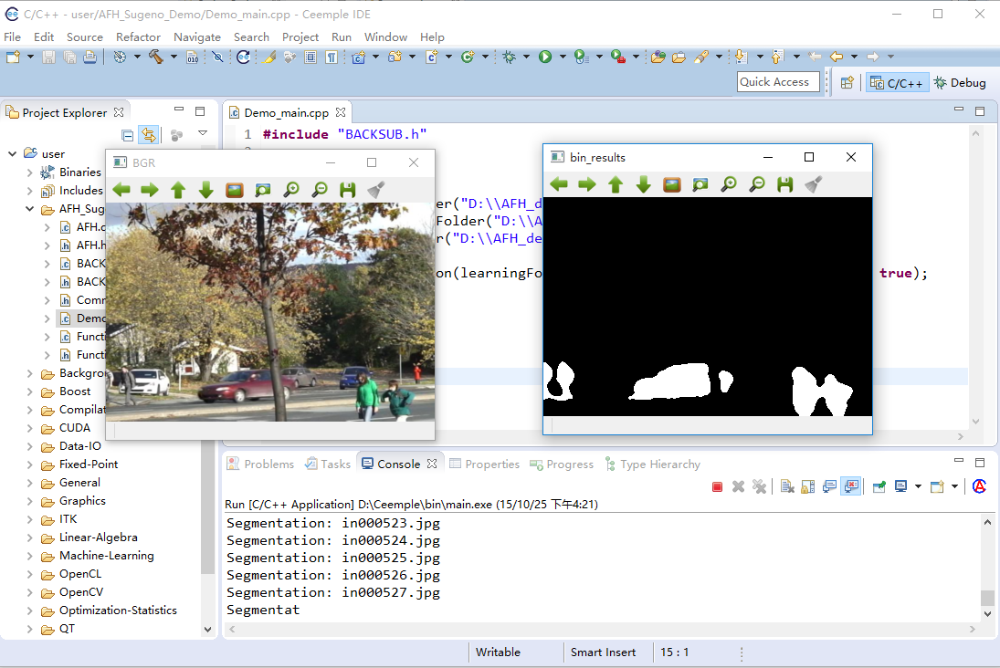 C/C++ - user/AFH_Sugeno_Demo/Demo_main.cpp - Ceemple IDE
File Edit Source Refactor Navigate Search Project Run Window Help
Quick Access
C/C++
Debug
Project Explorer
user
Binaries
Includes
AFH_Sug
AFH.c
AFH.h
BACK
BACK
Comm
Demo
Functi
Functi
Backgro
Boost
Compilat
CUDA
Data-IO
Fixed-Point
General
Graphics
ITK
Linear-Algebra
Machine-Learning
OpenCL
OpenCV
Optimization-Statistics
QT
Demo_main.cpp
1 #include "BACKSUB.h"
er("D:\\AFH_d
Folder("D:\\A
r("D:\\AFH_de
on(learningFo
true);
BGR
bin_results
Problems Tasks Console Properties Progress Type Hierarchy
Run [C/C++ Application] D:\Ceemple\bin\main.exe (15/10/25 下午4:21)
Segmentation: in000523.jpg
Segmentation: in000524.jpg
Segmentation: in000525.jpg
Segmentation: in000526.jpg
Segmentation: in000527.jpg
Segmentat
Writable
Smart Insert
15 : 1